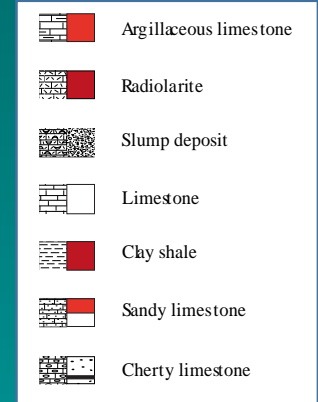 Argillaceous limestone
Radiolarite
Slump deposit
Limestone
Clay shale
Sandy limestone
Cherty limestone